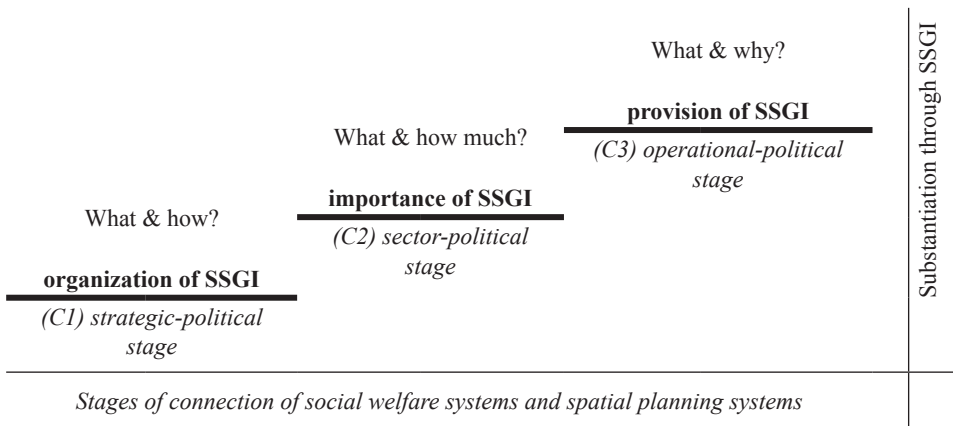 What & why?
provision of SSGI
(C3) operational-political
stage
What & how much?
importance of SSGI
(C2) sector-political
stage
What & how?
organization of SSGI
(C1) strategic-political
stage
Substantiation through SSGI
Stages of connection of social welfare systems and spatial planning systems